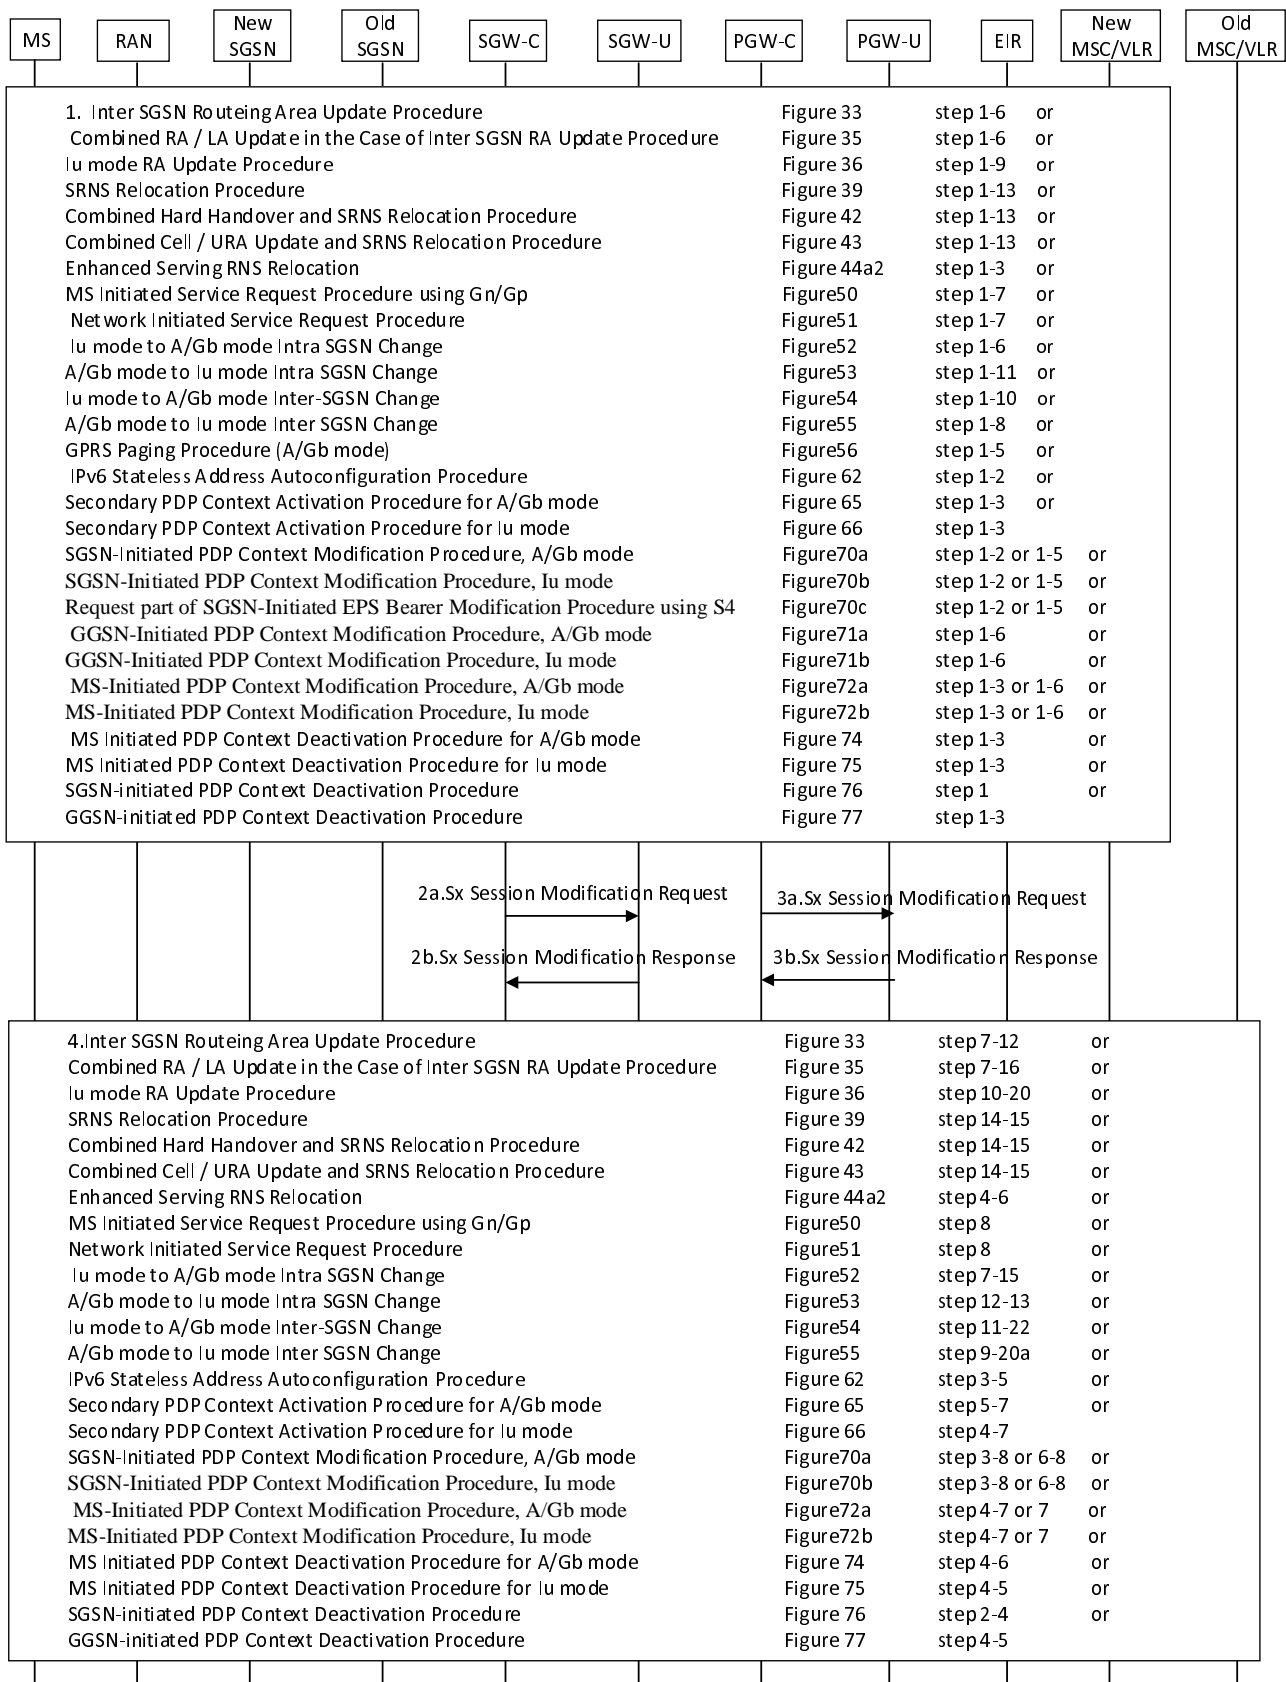 MS RAN New SGSN Old SGSN SGW-C SGW-U PGW-C PGW-U EIR New MSC/VLR Old MSC/VLR
1. Inter SGSN Routeing Area Update Procedure Figure 33 step 1-6 or
Combined RA / LA Update in the Case of Inter SGSN RA Update Procedure Figure 35 step 1-6 or
Iu mode RA Update Procedure Figure 36 step 1-9 or
SRNS Relocation Procedure Figure 39 step 1-13 or
Combined Hard Handover and SRNS Relocation Procedure Figure 42 step 1-13 or
Combined Cell / URA Update and SRNS Relocation Procedure Figure 43 step 1-13 or
Enhanced Serving RNS Relocation Figure 44a2 step 1-3 or
MS Initiated Service Request Procedure using Gn/Gp Figure50 step 1-7 or
Network Initiated Service Request Procedure Figure51 step 1-7 or
Iu mode to A/Gb mode Intra SGSN Change Figure52 step 1-6 or
A/Gb mode to Iu mode Intra SGSN Change Figure53 step 1-11 or
Iu mode to A/Gb mode Inter-SGSN Change Figure54 step 1-10 or
A/Gb mode to Iu mode Inter SGSN Change Figure55 step 1-8 or
GPRS Paging Procedure (A/Gb mode) Figure56 step 1-5 or
IPv6 Stateless Address Autoconfiguration Procedure Figure 62 step 1-2 or
Secondary PDP Context Activation Procedure for A/Gb mode Figure 65 step 1-3 or
Secondary PDP Context Activation Procedure for Iu mode Figure 66 step 1-3
SGSN-Initiated PDP Context Modification Procedure, A/Gb mode Figure70a step 1-2 or 1-5 or
SGSN-Initiated PDP Context Modification Procedure, Iu mode Figure70b step 1-2 or 1-5 or
Request part of SGSN-Initiated EPS Bearer Modification Procedure using S4 Figure70c step 1-2 or 1-5 or
GGSN-Initiated PDP Context Modification Procedure, A/Gb mode Figure71a step 1-6 or
GGSN-Initiated PDP Context Modification Procedure, Iu mode Figure71b step 1-6 or
MS-Initiated PDP Context Modification Procedure, A/Gb mode Figure72a step 1-3 or 1-6 or
MS-Initiated PDP Context Modification Procedure, Iu mode Figure72b step 1-3 or 1-6 or
MS Initiated PDP Context Deactivation Procedure for A/Gb mode Figure 74 step 1-3 or
MS Initiated PDP Context Deactivation Procedure for Iu mode Figure 75 step 1-3 or
SGSN-initiated PDP Context Deactivation Procedure Figure 76 step 1 or
GGSN-initiated PDP Context Deactivation Procedure Figure 77 step 1-3
2a.Sx Session Modification Request 3a.Sx Session Modification Request
2b.Sx Session Modification Response 3b.Sx Session Modification Response
4.Inter SGSN Routeing Area Update Procedure Figure 33 step 7-12 or
Combined RA / LA Update in the Case of Inter SGSN RA Update Procedure Figure 35 step 7-16 or
Iu mode RA Update Procedure Figure 36 step 10-20 or
SRNS Relocation Procedure Figure 39 step 14-15 or
Combined Hard Handover and SRNS Relocation Procedure Figure 42 step 14-15 or
Combined Cell / URA Update and SRNS Relocation Procedure Figure 43 step 14-15 or
Enhanced Serving RNS Relocation Figure 44a2 step 4-6 or
MS Initiated Service Request Procedure using Gn/Gp Figure50 step 8 or
Network Initiated Service Request Procedure Figure51 step 8 or
Iu mode to A/Gb mode Intra SGSN Change Figure52 step 7-15 or
A/Gb mode to Iu mode Intra SGSN Change Figure53 step 12-13 or
Iu mode to A/Gb mode Inter-SGSN Change Figure54 step 11-22 or
A/Gb mode to Iu mode Inter SGSN Change Figure55 step 9-20a or
IPv6 Stateless Address Autoconfiguration Procedure Figure 62 step 3-5 or
Secondary PDP Context Activation Procedure for A/Gb mode Figure 65 step 5-7 or
Secondary PDP Context Activation Procedure for Iu mode Figure 66 step 4-7
SGSN-Initiated PDP Context Modification Procedure, A/Gb mode Figure70a step 3-8 or 6-8 or
SGSN-Initiated PDP Context Modification Procedure, Iu mode Figure70b step 3-8 or 6-8 or
MS-Initiated PDP Context Modification Procedure, A/Gb mode Figure72a step 4-7 or 7 or
MS-Initiated PDP Context Modification Procedure, Iu mode Figure72b step 4-7 or 7 or
MS Initiated PDP Context Deactivation Procedure for A/Gb mode Figure 74 step 4-6 or
MS Initiated PDP Context Deactivation Procedure for Iu mode Figure 75 step 4-5 or
SGSN-initiated PDP Context Deactivation Procedure Figure 76 step 2-4 or
GGSN-initiated PDP Context Deactivation Procedure Figure 77 step 4-5